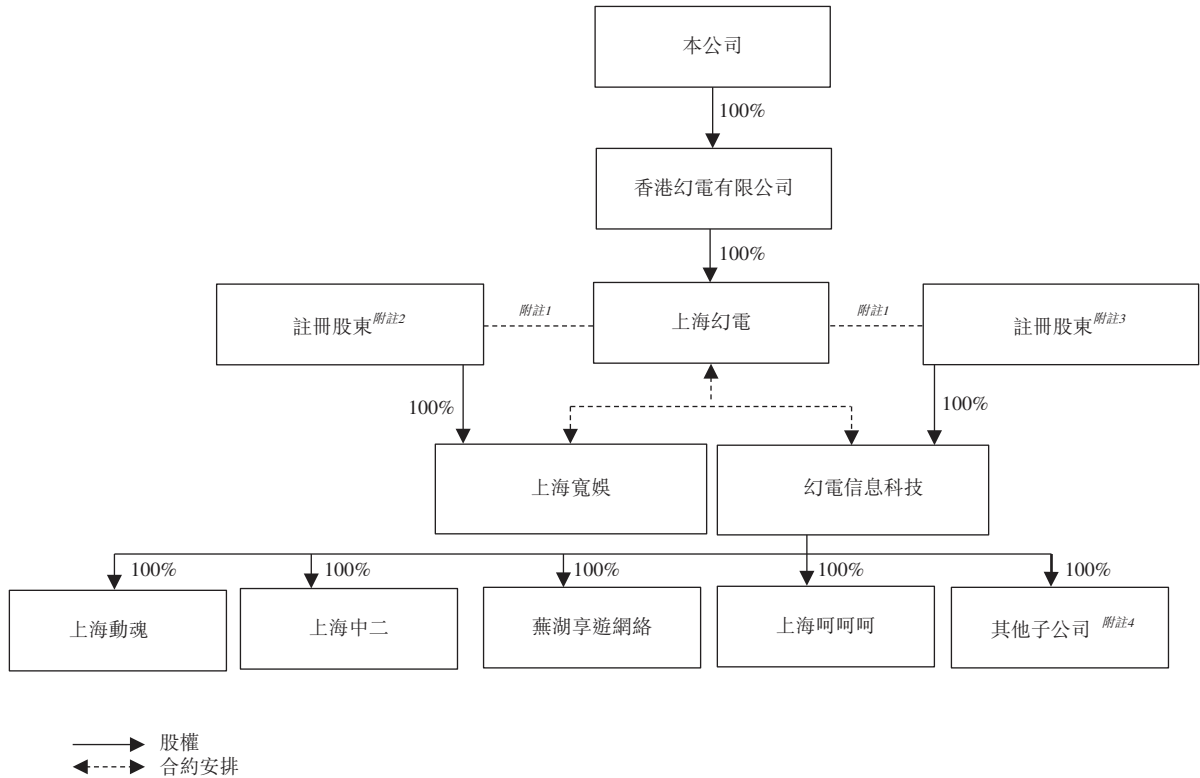 本公司
100%
香港幻電有限公司
100%
註冊股東附註2
附註1
上海幻電
附註1
註冊股東附註3
100%
100%
上海寬娛
幻電信息科技
100%
100%
100%
100%
100%
上海動魂
上海中二
蕪湖享遊網絡
上海呵呵呵
其他子公司 附註4
股權
合約安排